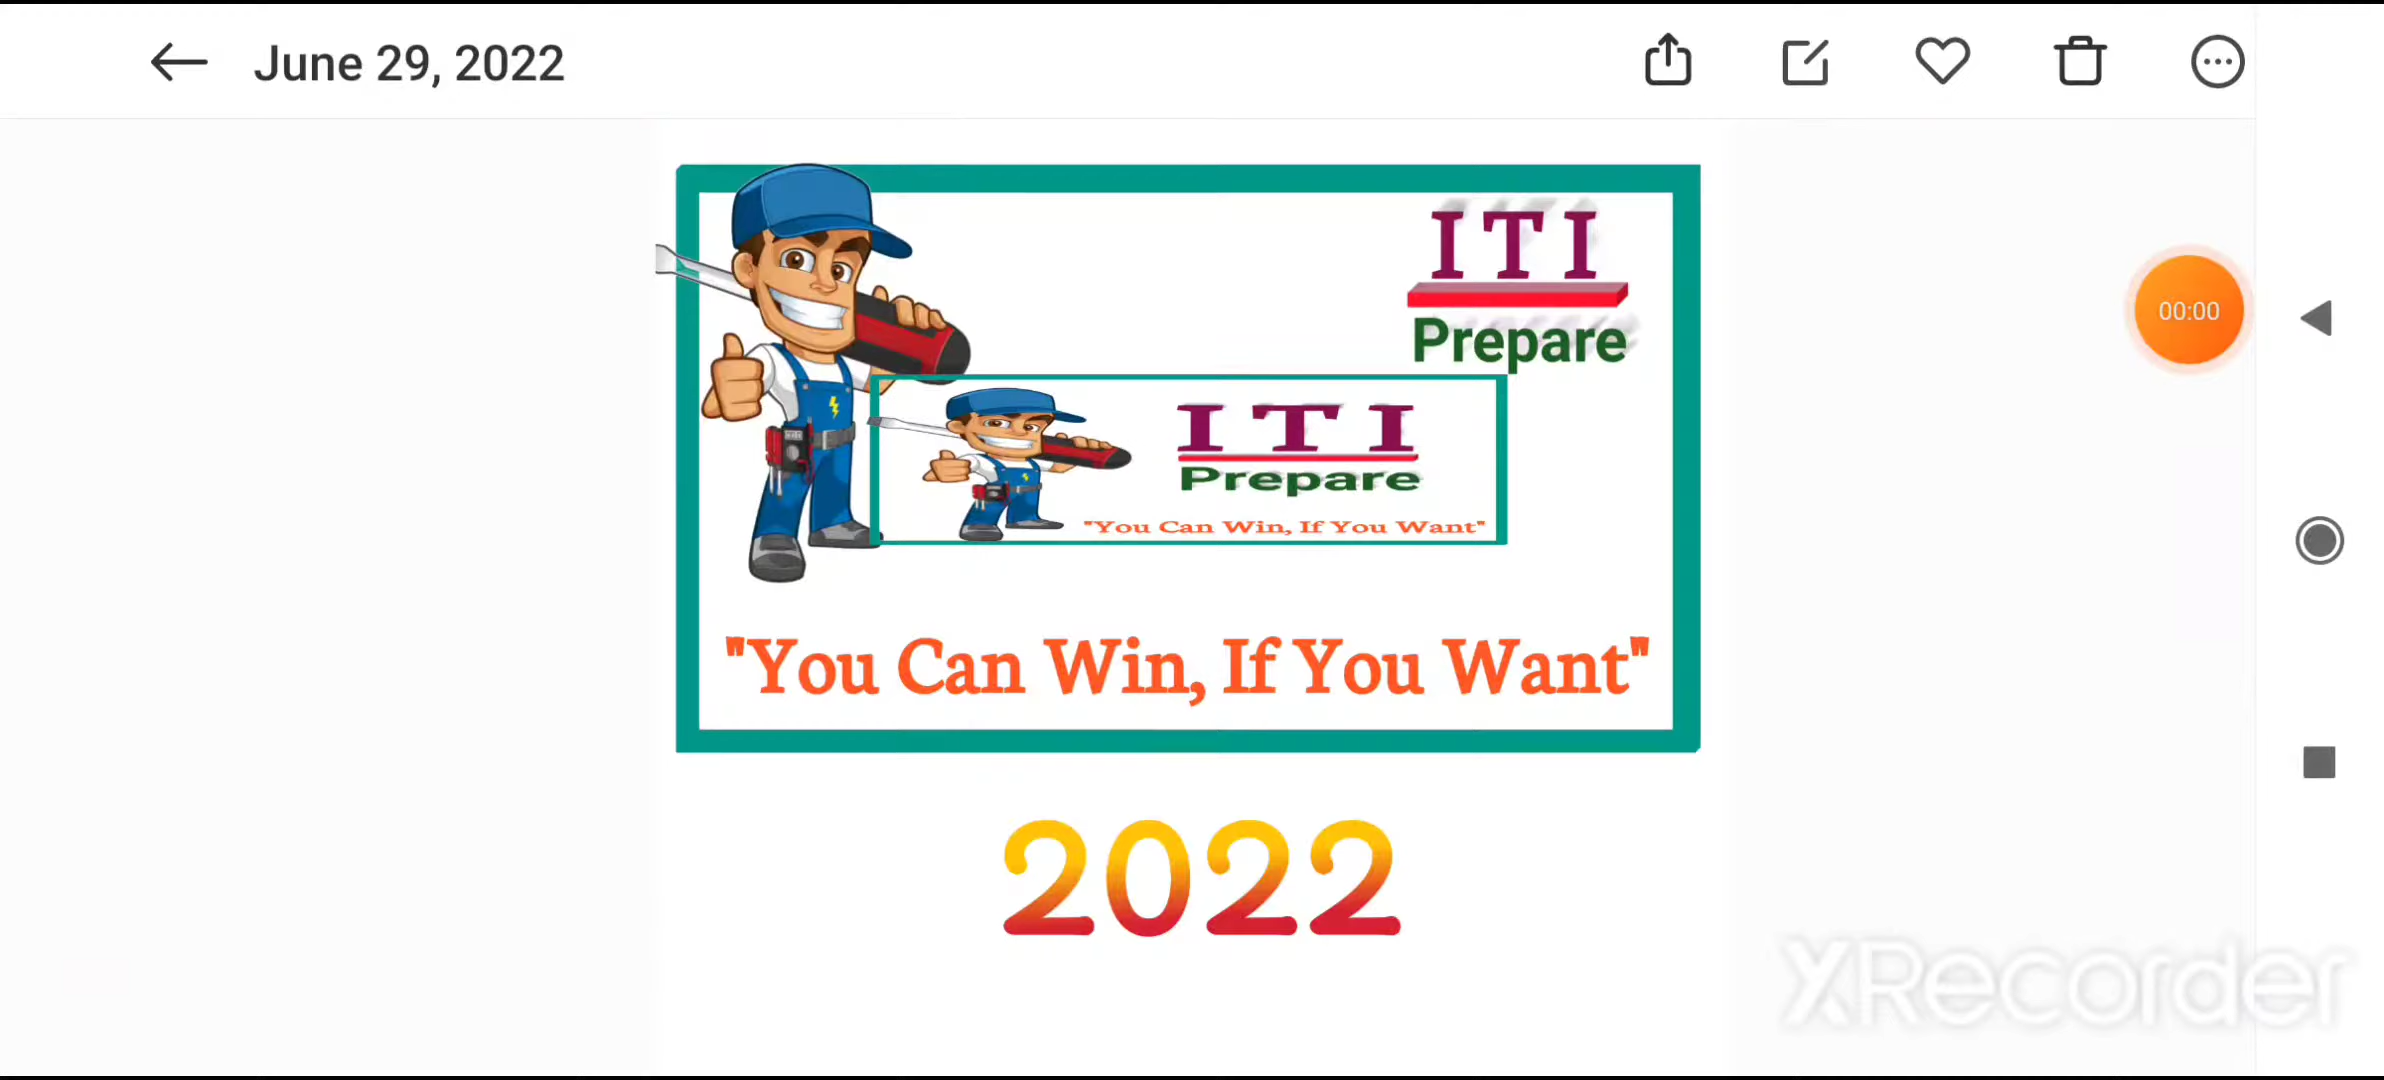 June 29, 2022
00:00
ITI
Prepare
ITI
Prepare
"You Can Win, If You Want"
"You Can Win, If You Want"
2022
XRecorder